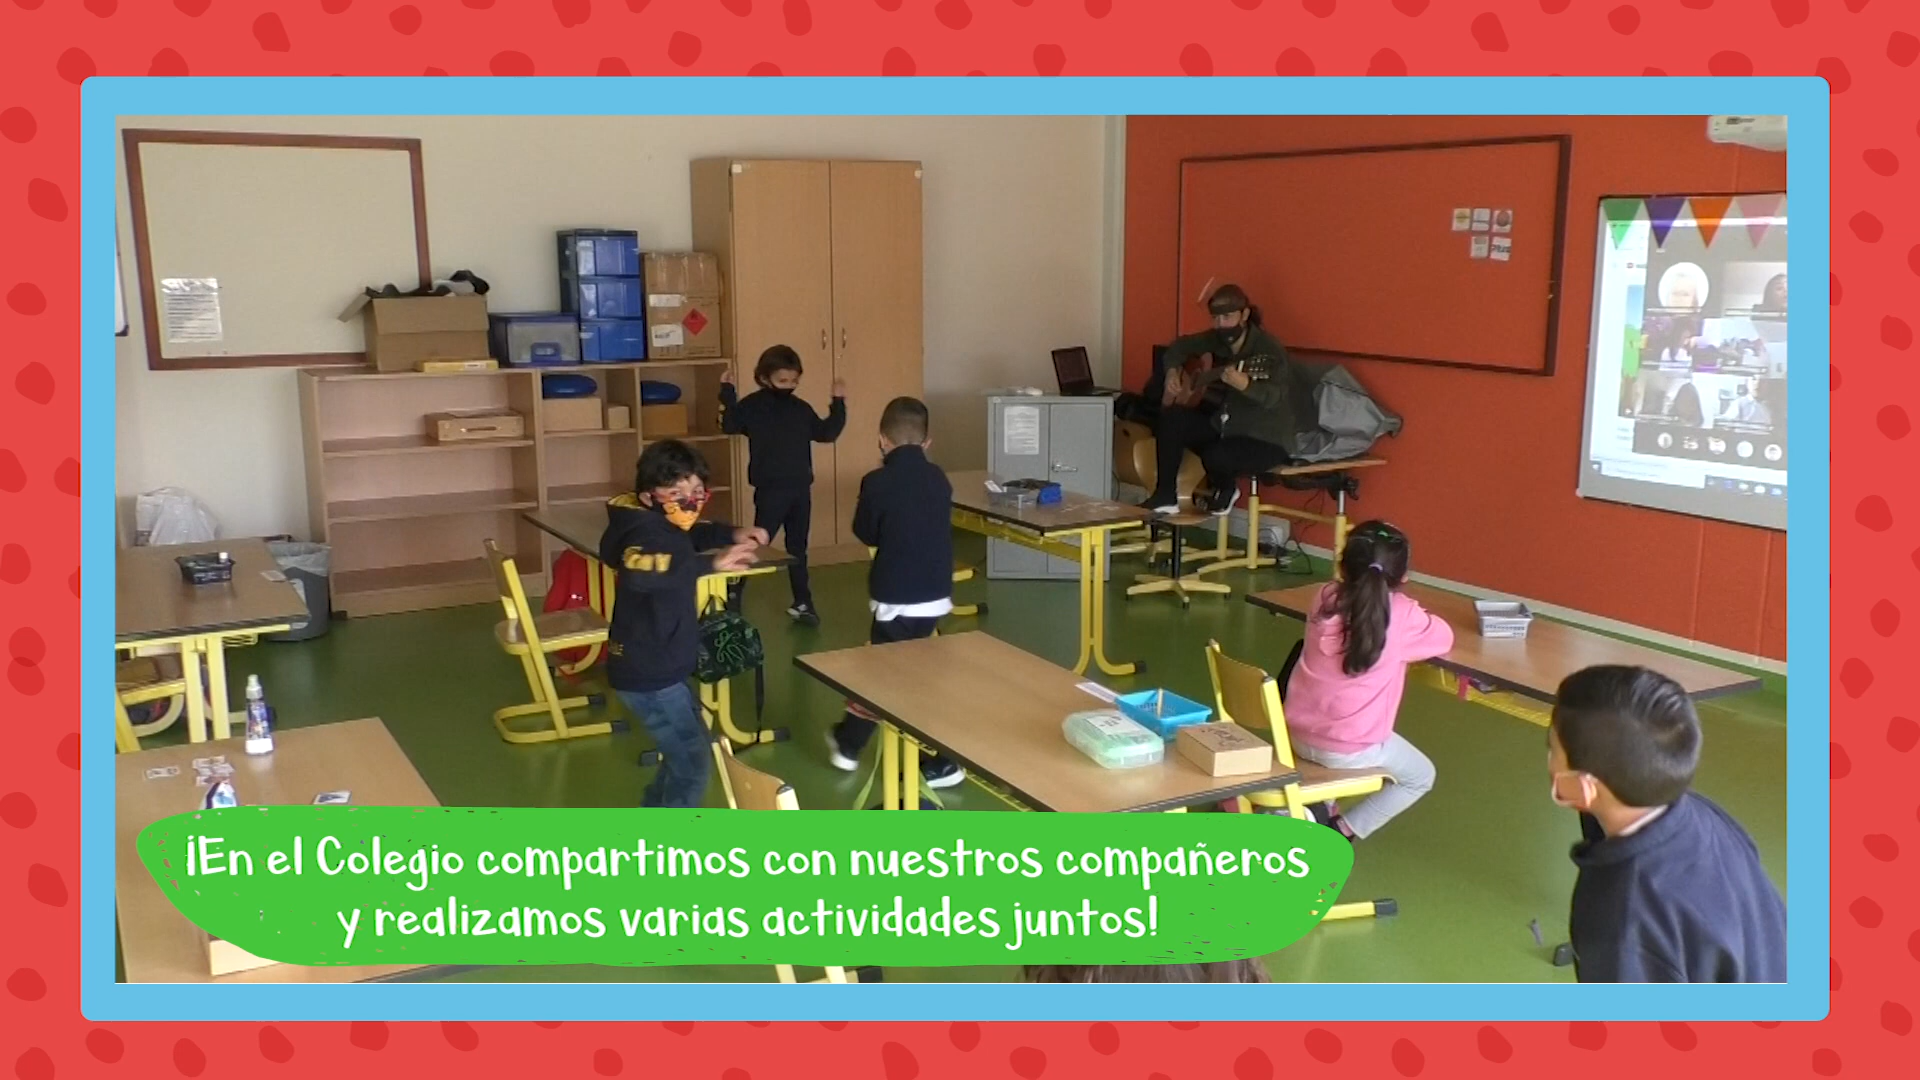 ¡En el Colegio compartimos con nuestros compañeros
y realizamos varias actividades juntos!